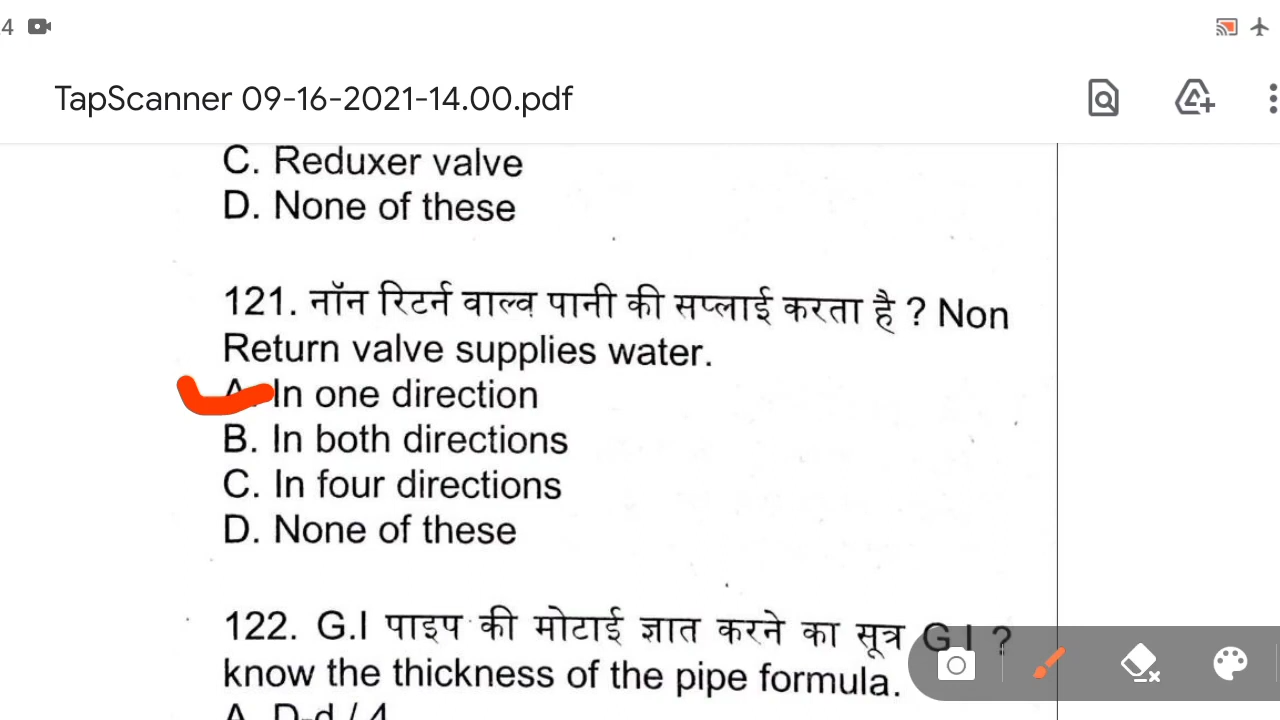 4
TapScanner 09-16-2021-14.00.pdf
C. Reduxer valve
D. None of these
121. नॉन रिटर्न वाल्व पानी की सप्लाई करता है ? Non
Return valve supplies water.
A. In one direction
B. In both directions
C. In four directions
D. None of these
122. G.I पाइप की मोटाई ज्ञात करने का सूत्र G I ?
know the thickness of the pipe formula.
A. D-d / 4